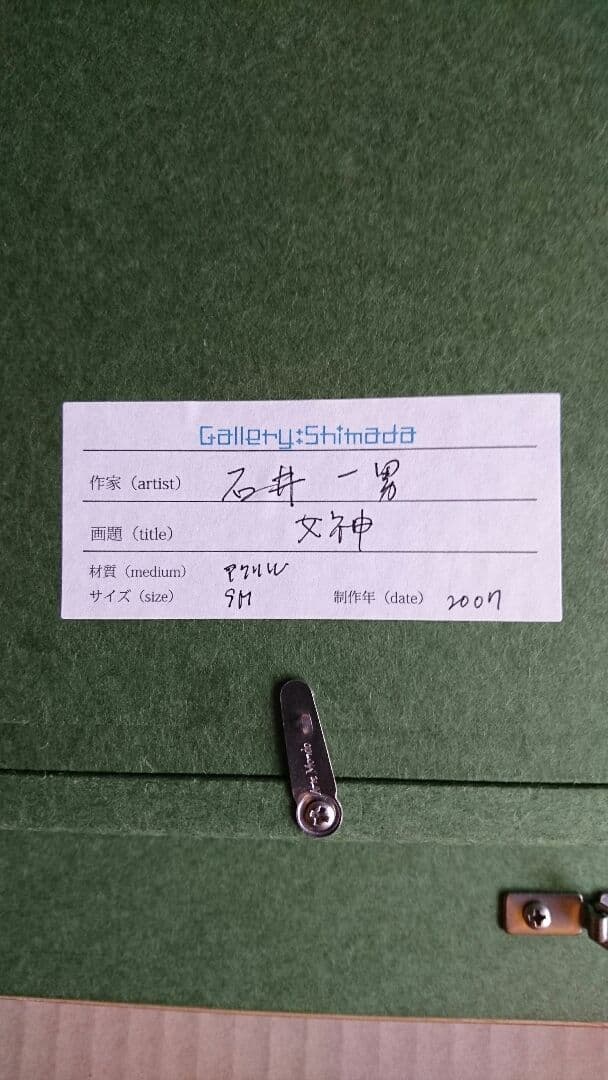 Gallery:Shimada
作家（artist） 石井 一男
画題（title） 女神
材質（medium） アクリル
サイズ（size） SM 制作年（date） 2007